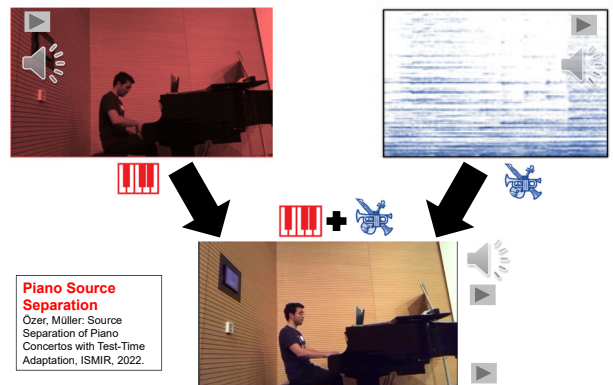 Piano Source
Separation
Özer, Müller: Source
Separation of Piano
Concertos with Test-Time
Adaptation, ISMIR, 2022.